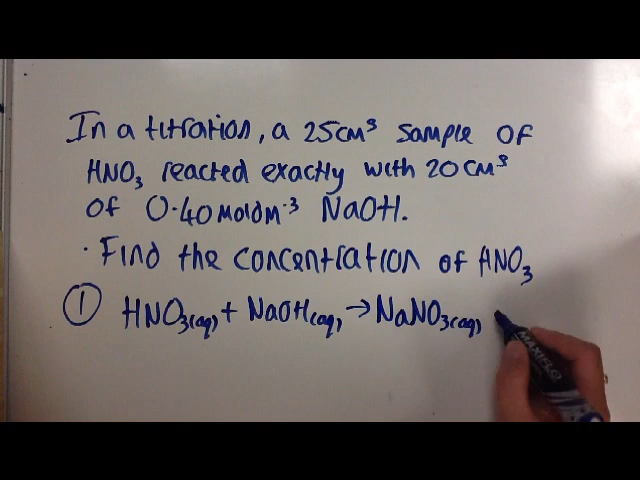 In a titration, a 25cm³ sample of
HNO₃ reacted exactly with 20cm³
of 0.40moldm⁻³ NaOH.
· Find the concentration of HNO₃
① HNO₃(aq) + NaOH(aq) → NaNO₃(aq)
MAXIFLO